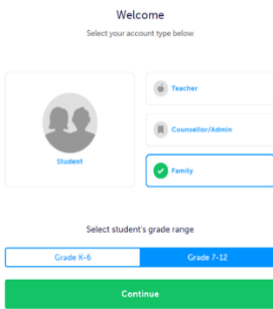 Welcome
Select your account type below
Teacher
Counsellor/Admin
Student
Family
Select student's grade range
Grade K-6
Grade 7-12
Continue